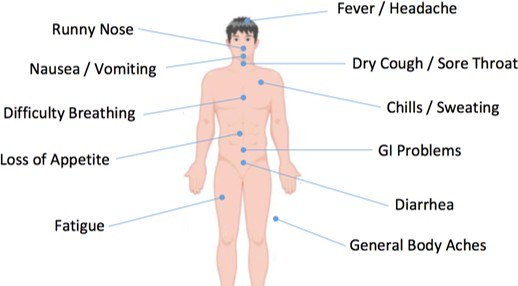 Fever / Headache
Runny Nose
Nausea / Vomiting
Dry Cough / Sore Throat
Difficulty Breathing
Chills / Sweating
Loss of Appetite
GI Problems
Fatigue
Diarrhea
General Body Aches